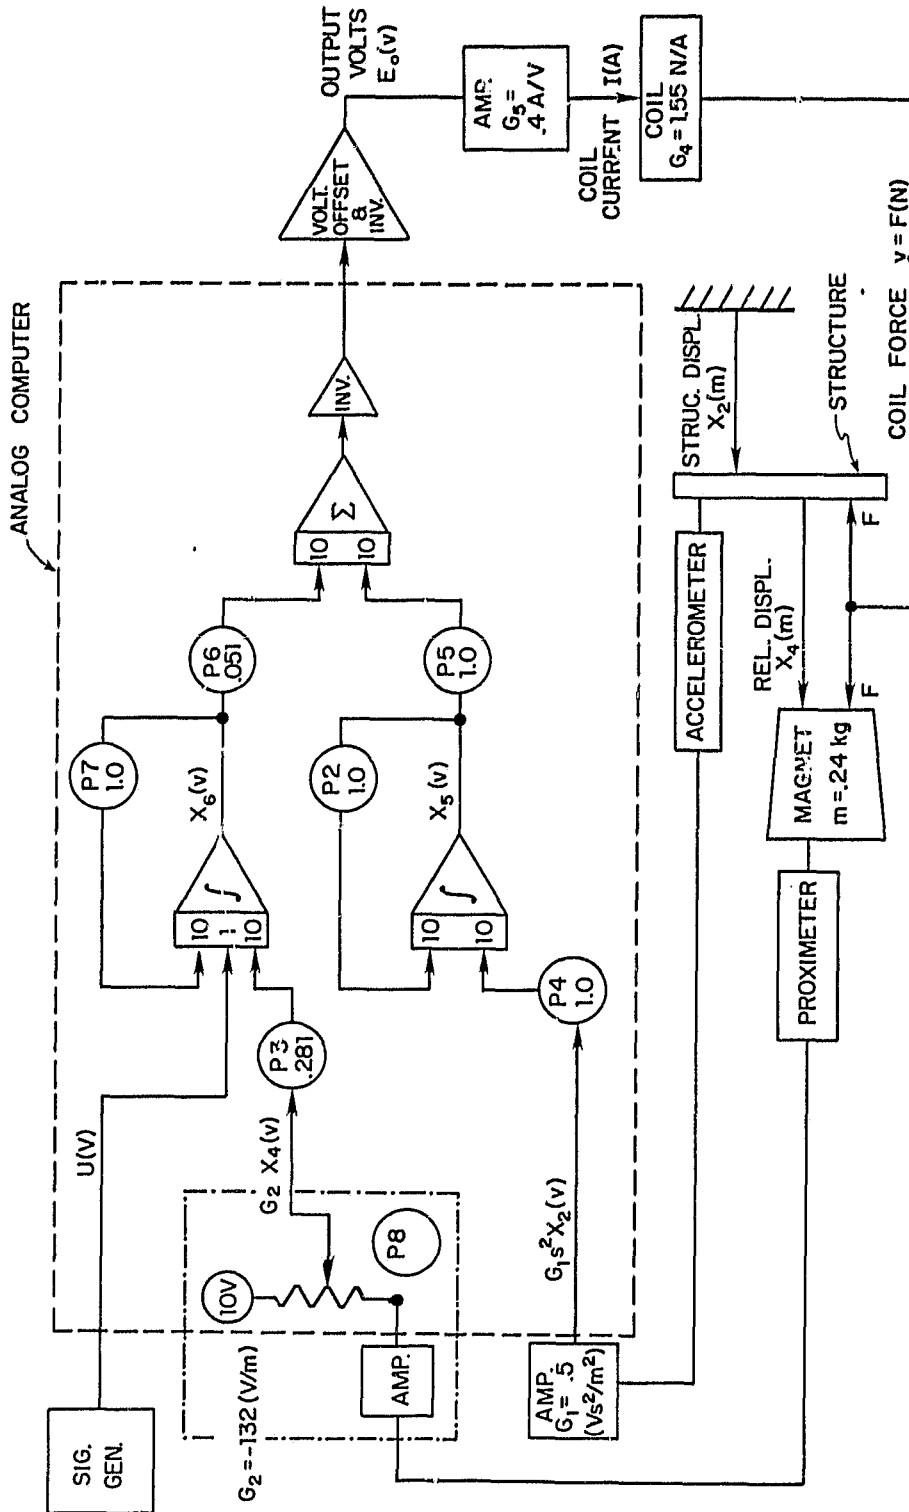 ANALOG COMPUTER
SIG.
GEN.
U(V)
P7
1.0
10
1
10
∫
X₆(v)
P6
.051
G₂=-132(V/m)
10V
P8
AMP.
G₂ X₄(v)
P3
.281
P2
1.0
10
10
∫
X₅(v)
P5
1.0
10
10
Σ
INV.
VOLT.
OFFSET
&
INV.
OUTPUT
VOLTS
E₀(v)
AMP.
G₁= .5
(Vs²/m²)
G₁s²X₂(v)
P4
1.0
AMP.
G₅=
.4 A/V
COIL
CURRENT I(A)
COIL
G₄=1.55 N/A
ACCELEROMETER
STRUC. DISPL.
X₂(m)
STRUCTURE
REL. DISPL.
X₄(m)
PROXIMETER
MAGNET
m=.24 kg
F
F
COIL FORCE y=F(N)